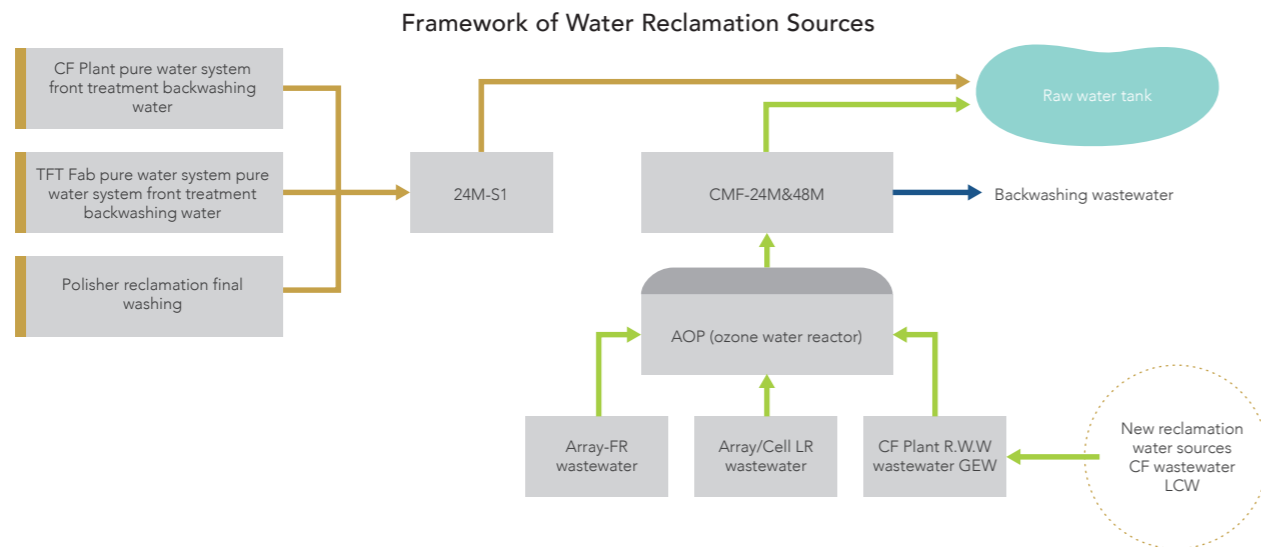 Framework of Water Reclamation Sources
CF Plant pure water system
front treatment backwashing
water
TFT Fab pure water system pure
water system front treatment
backwashing water
Polisher reclamation final
washing
24M-S1
CMF-24M&48M
Raw water tank
Backwashing wastewater
AOP (ozone water reactor)
Array-FR
wastewater
Array/Cell LR
wastewater
CF Plant R.W.W
wastewater GEW
New reclamation
water sources
CF wastewater
LCW